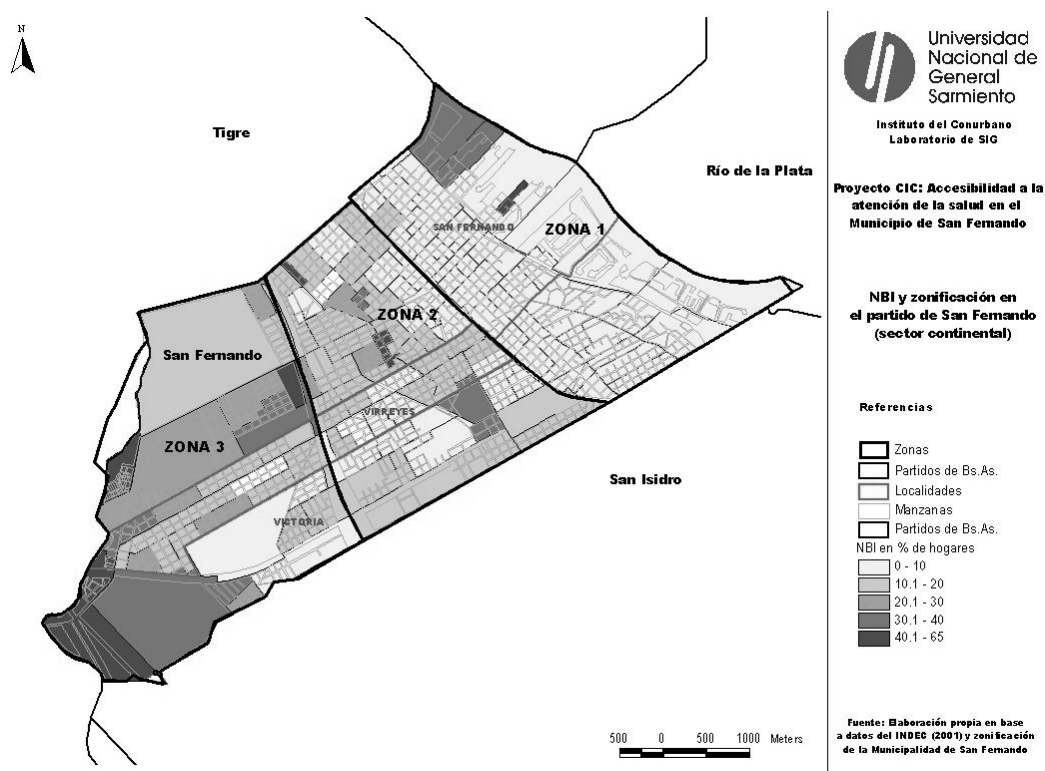 N
Tigre
Río de la Plata
SAN FERNANDO
ZONA 1
ZONA 2
San Fernando
VIRREYES
ZONA 3
San Isidro
VICTORIA
500 0 500 1000 Meters
Universidad
Nacional de
General
Sarmiento
Instituto del Conurbano
Laboratorio de SIG
Proyecto CIC: Accesibilidad a la
atención de la salud en el
Municipio de San Fernando
NBI y zonificación en
el partido de San Fernando
(sector continental)
Referencias
Zonas
Partidos de Bs.As.
Localidades
Manzanas
Partidos de Bs.As.
NBI en % de hogares
0 - 10
10.1 - 20
20.1 - 30
30.1 - 40
40.1 - 65
Fuente: Elaboración propia en base
a datos del INDEC (2001) y zonificación
de la Municipalidad de San Fernando